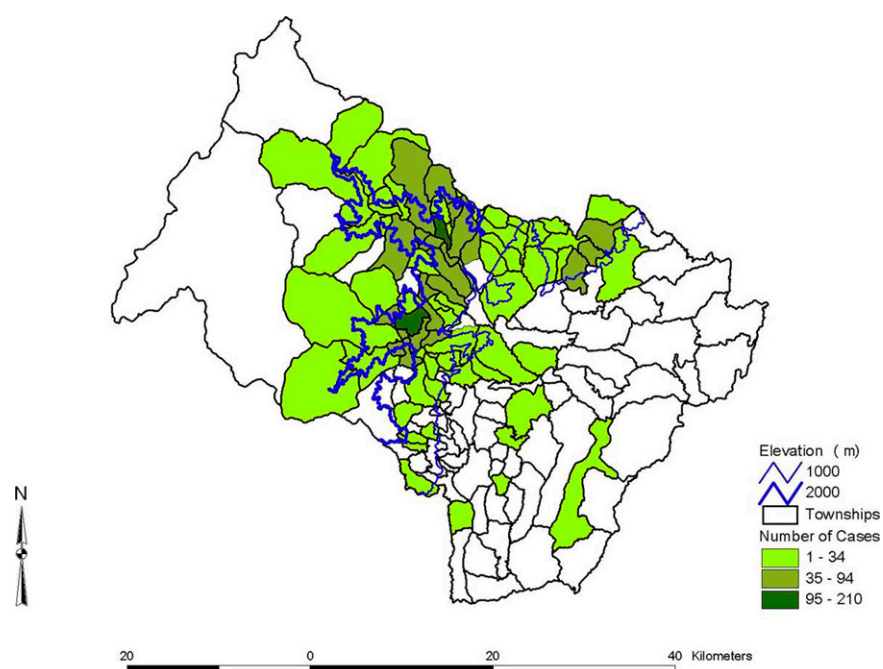 Elevation ( m)
1000
2000
Townships
Number of Cases
1 - 34
35 - 94
95 - 210
N
20 0 20 40 Kilometers